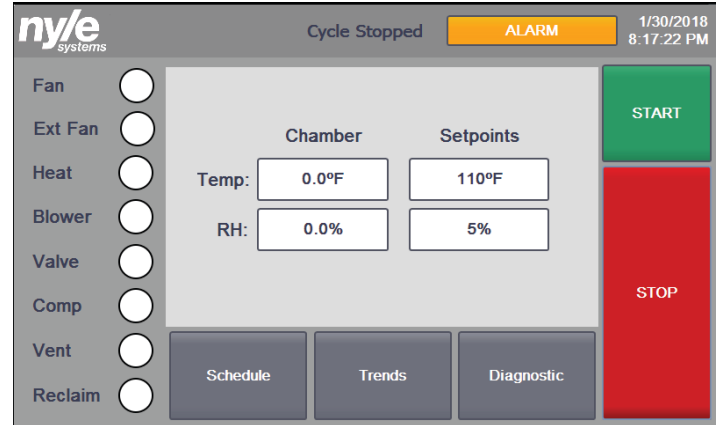 nyle
systems
Cycle Stopped
ALARM
1/30/2018
8:17:22 PM
Fan
Ext Fan
Heat
Blower
Valve
Comp
Vent
Reclaim
Chamber Setpoints
Temp: 0.0ºF 110ºF
RH: 0.0% 5%
START
STOP
Schedule
Trends
Diagnostic